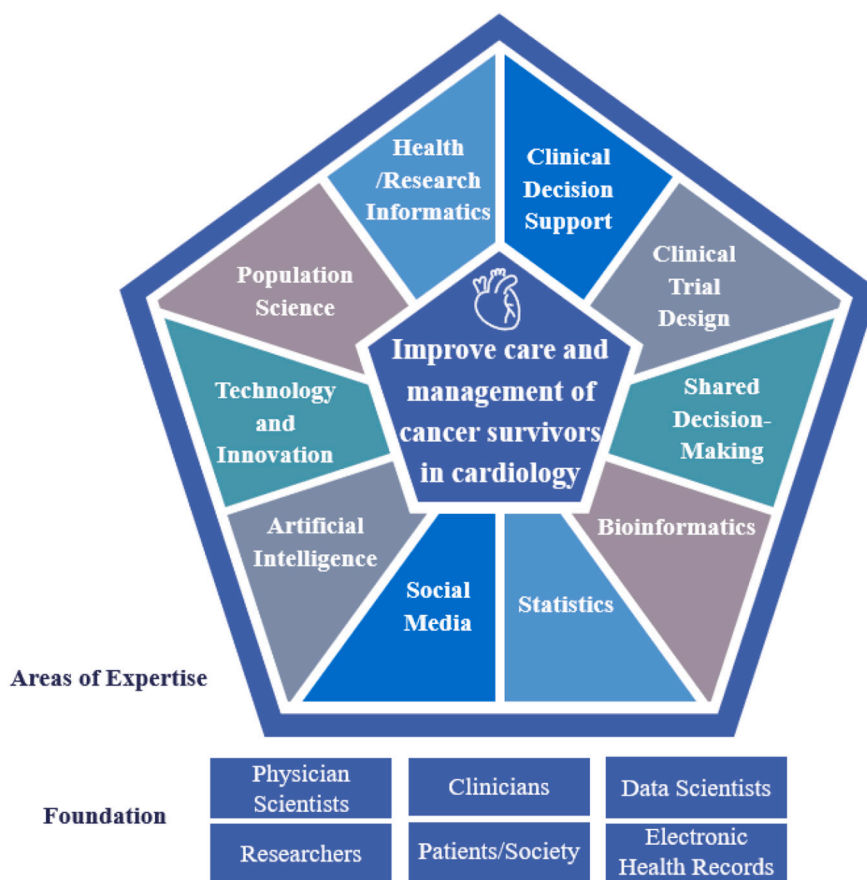 Health
/Research
Informatics
Clinical
Decision
Support
Population
Science
Clinical
Trial
Design
Improve care and
management of
cancer survivors
in cardiology
Technology
and
Innovation
Shared
Decision-
Making
Artificial
Intelligence
Bioinformatics
Social
Media
Statistics
Areas of Expertise
Foundation
Physician
Scientists
Clinicians
Data Scientists
Researchers
Patients/Society
Electronic
Health Records